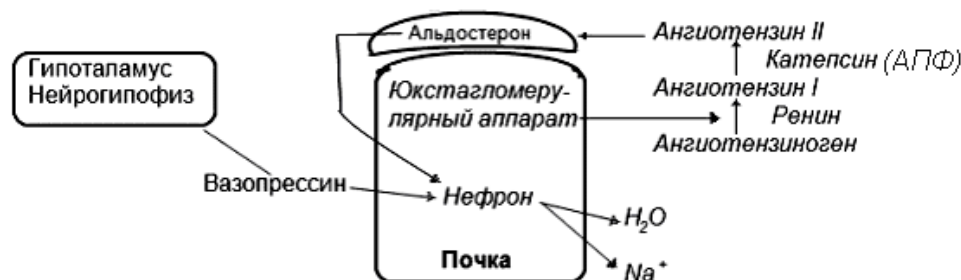 Альдостерон
Ангиотензин II
Катепсин (АПФ)
Гипоталамус
Нейрогипофиз
Юкстагломеру-
лярный аппарат
Ангиотензин I
Ренин
Ангиотензиноген
Вазопрессин
Нефрон
H₂O
Почка
Na⁺